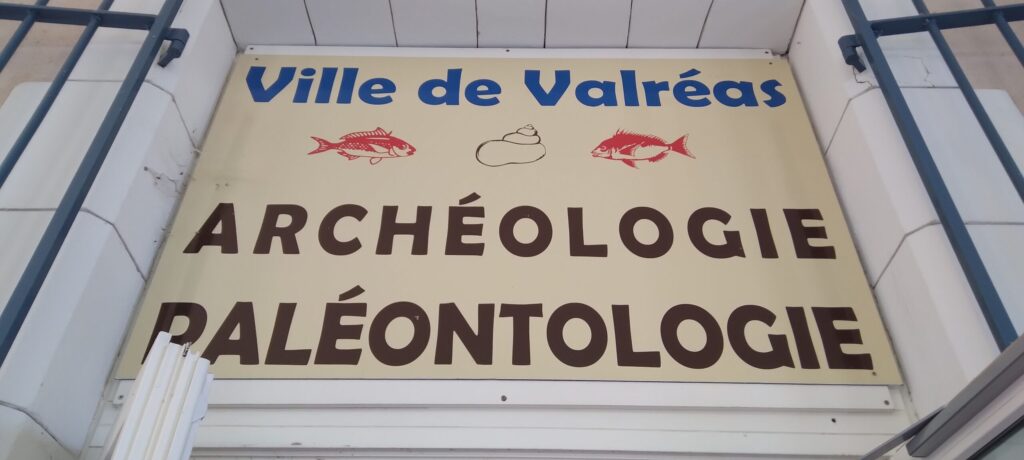 Ville de Valréas
ARCHÉOLOGIE
PALÉONTOLOGIE